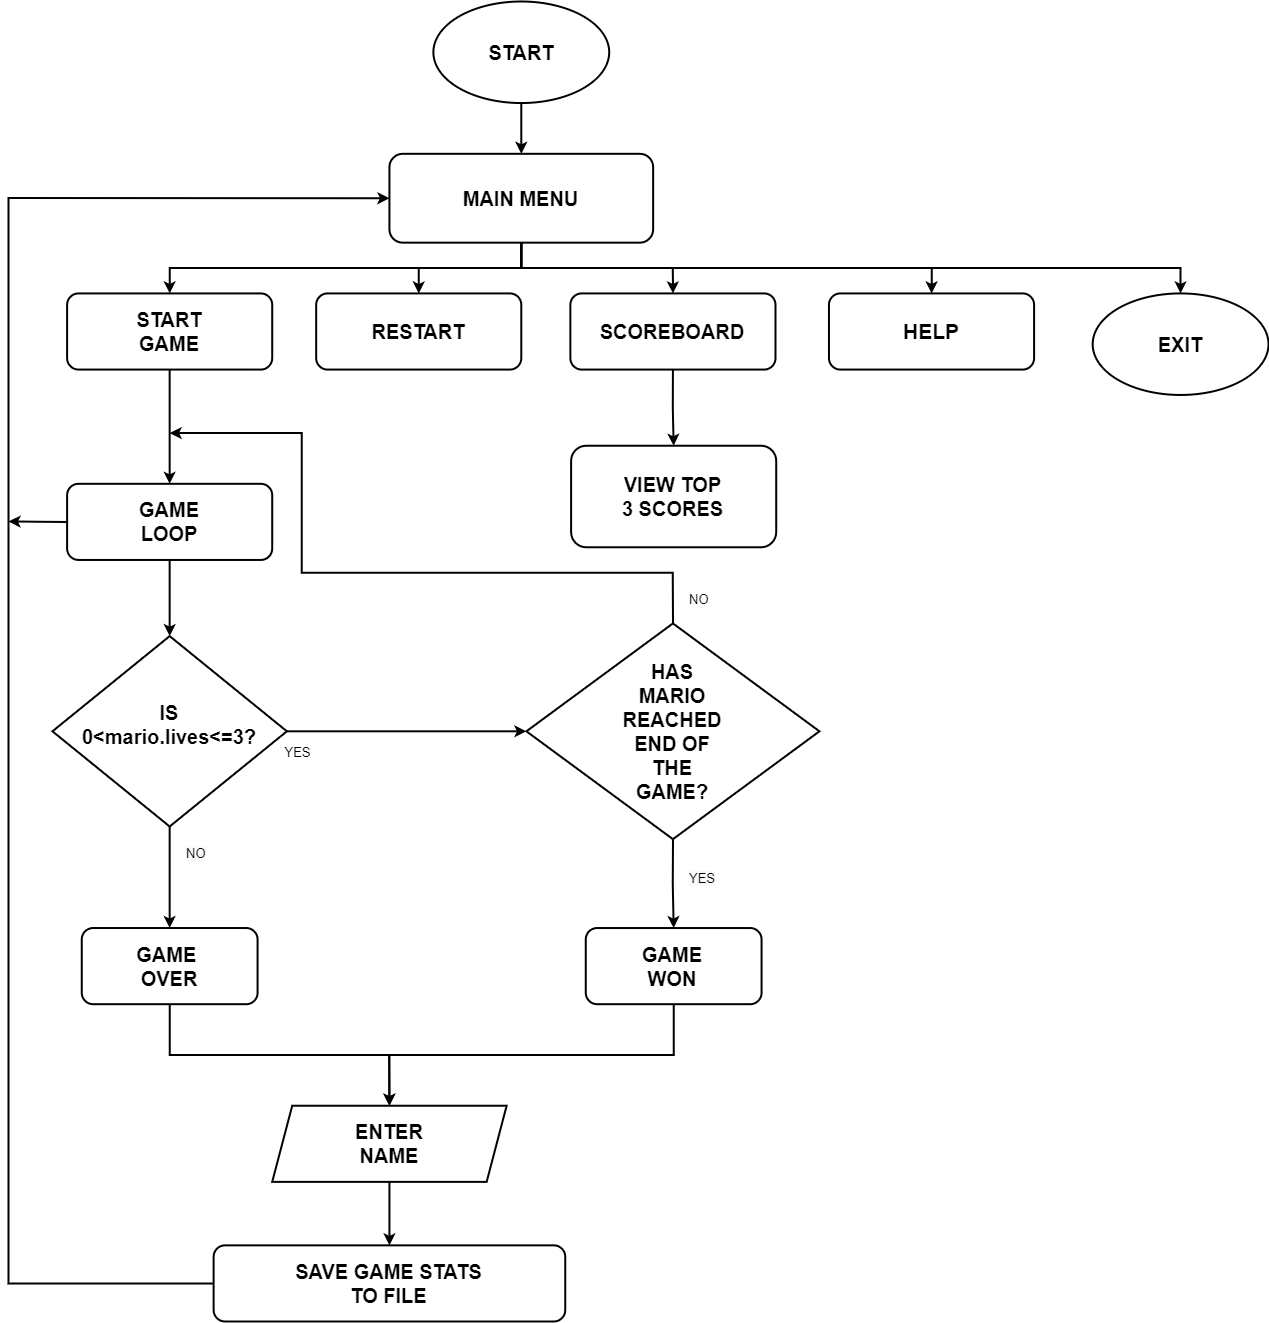 START
MAIN MENU
START
GAME
RESTART
SCOREBOARD
HELP
EXIT
GAME
LOOP
VIEW TOP
3 SCORES
NO
IS
0<mario.lives<=3?
YES
HAS
MARIO
REACHED
END OF
THE
GAME?
NO
YES
GAME
OVER
GAME
WON
ENTER
NAME
SAVE GAME STATS
TO FILE